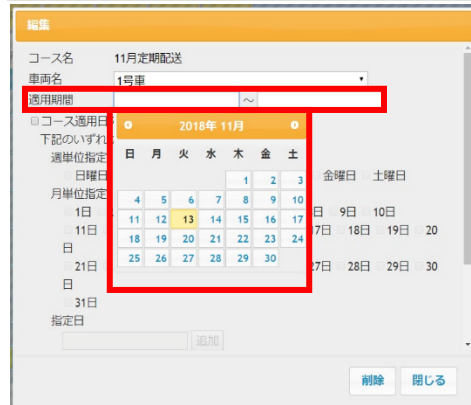 編集
コース名 11月定期配送
車両名 1号車
適用期間 ～
コース適用日
下記のいずれ
週単位指定
日曜日 金曜日 土曜日
月単位指定
1日 日 9日 10日
11日 17日 18日 19日 20
日
21日 27日 28日 29日 30
日
31日
指定日
追加
2018年 11月
日 月 火 水 木 金 土
1 2 3
4 5 6 7 8 9 10
11 12 13 14 15 16 17
18 19 20 21 22 23 24
25 26 27 28 29 30
削除 閉じる